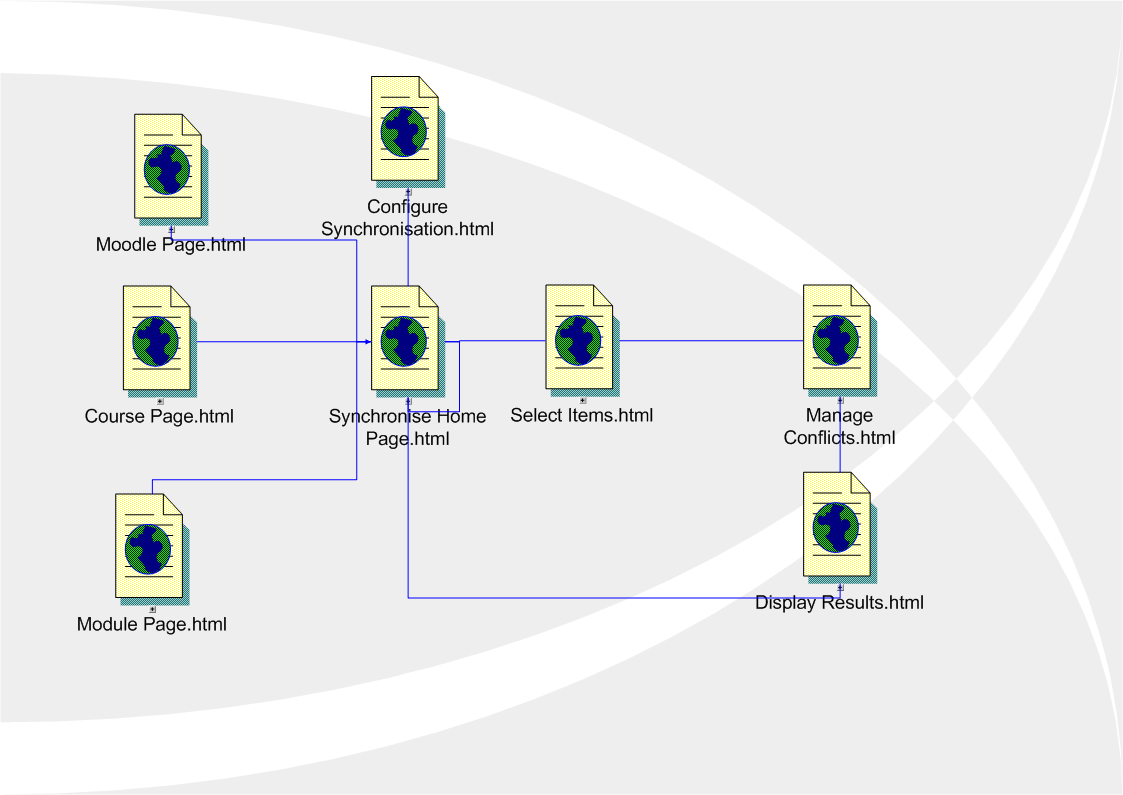 Moodle Page.html
Configure
Synchronisation.html
Course Page.html
Synchronise Home
Page.html
Select Items.html
Manage
Conflicts.html
Module Page.html
Display Results.html